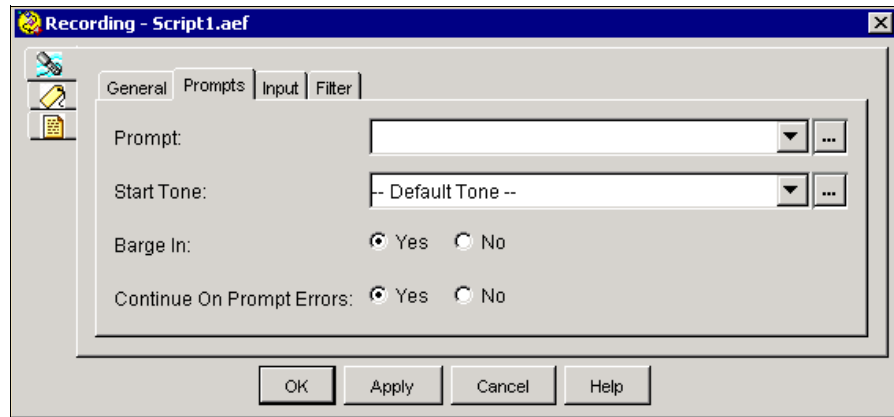 Recording - Script1.aef
General Prompts Input Filter
Prompt:
...
Start Tone: -- Default Tone --
...
Barge In: Yes No
Continue On Prompt Errors: Yes No
OK Apply Cancel Help